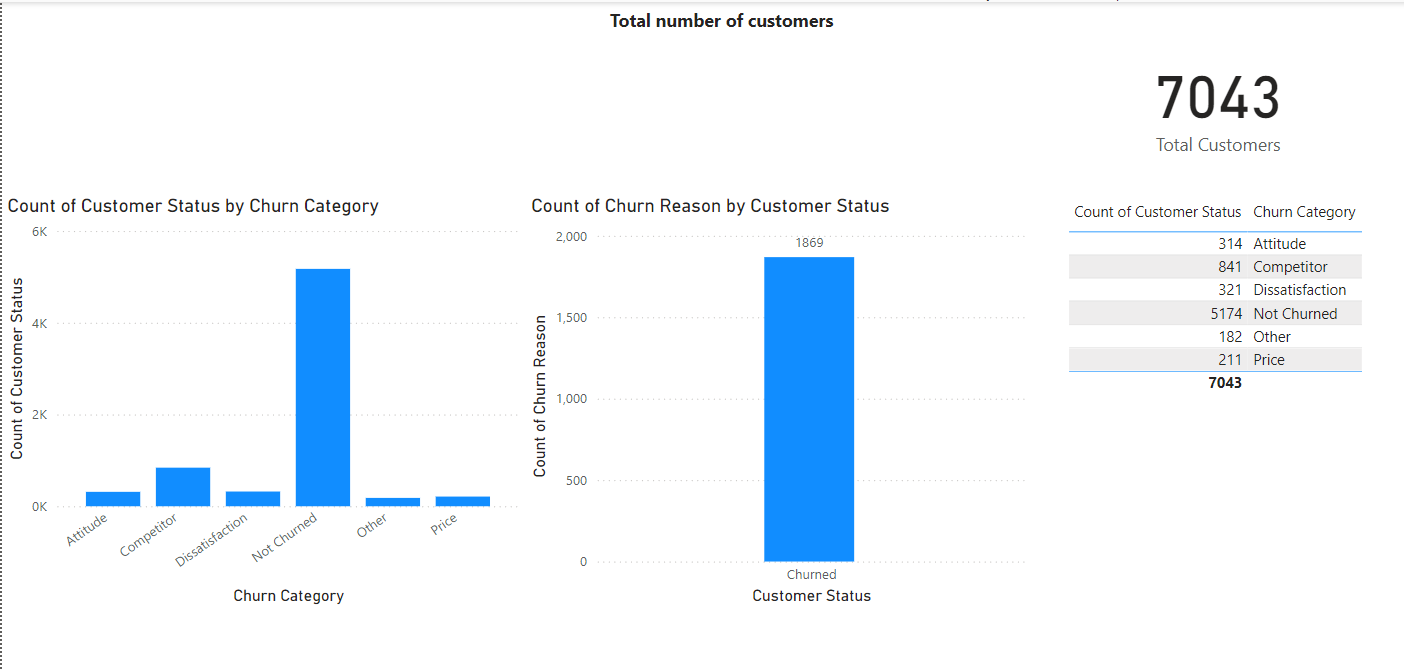 Total number of customers
7043
Total Customers
Count of Customer Status by Churn Category
6K
4K
2K
0K
Count of Customer Status
Attitude
Competitor
Dissatisfaction
Not Churned
Other
Price
Churn Category
Count of Churn Reason by Customer Status
2,000
1,500
1,000
500
0
Count of Churn Reason
1869
Churned
Customer Status
Count of Customer Status Churn Category
314 Attitude
841 Competitor
321 Dissatisfaction
5174 Not Churned
182 Other
211 Price
7043